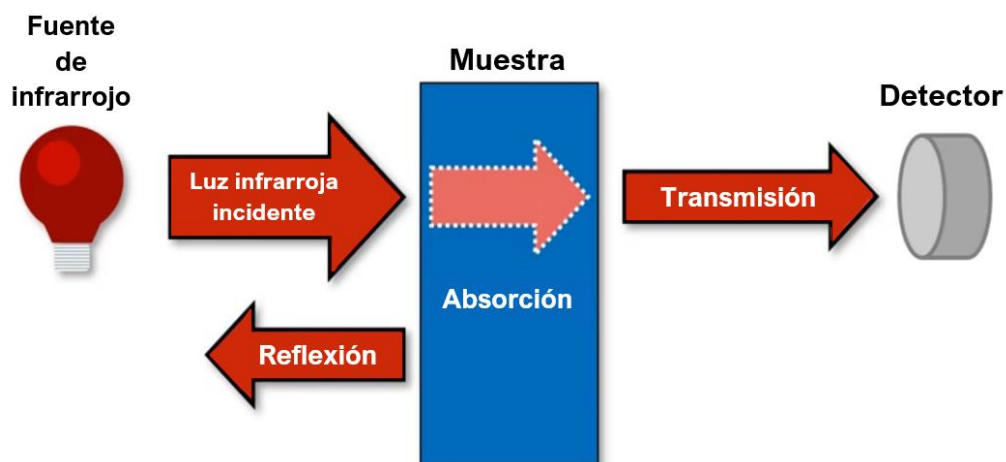 Fuente
de
infrarrojo
Muestra
Detector
Luz infrarroja
incidente
Transmisión
Absorción
Reflexión